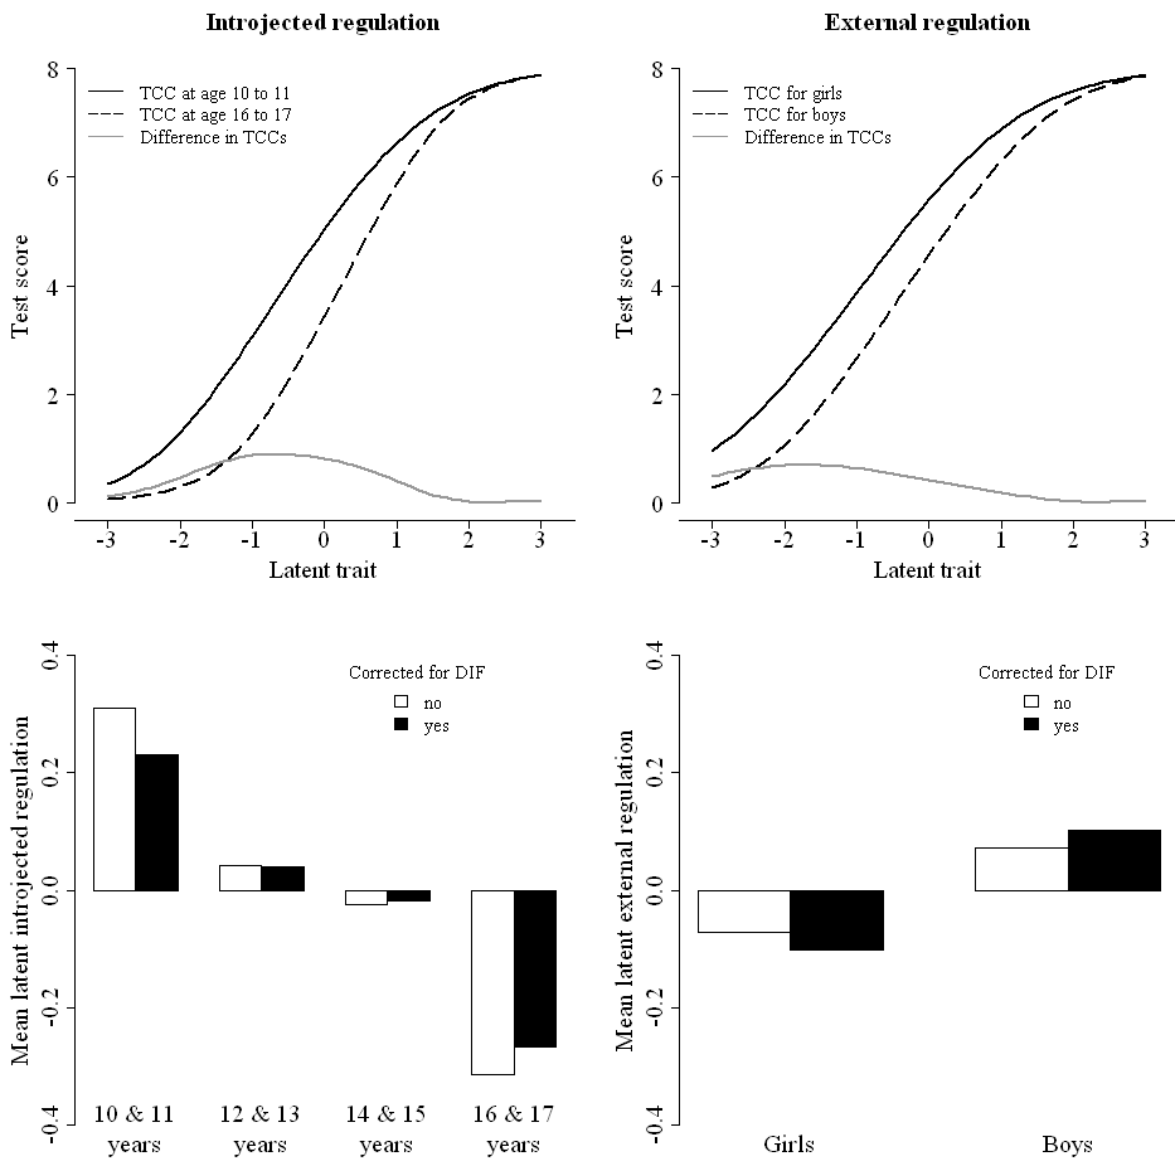 Introjected regulation
TCC at age 10 to 11
TCC at age 16 to 17
Difference in TCCs
Test score
8
6
4
2
0
-3 -2 -1 0 1 2 3
Latent trait
External regulation
TCC for girls
TCC for boys
Difference in TCCs
Test score
8
6
4
2
0
-3 -2 -1 0 1 2 3
Latent trait
Mean latent introjected regulation
0.4
0.2
0.0
-0.2
-0.4
Corrected for DIF
no
yes
10 & 11 12 & 13 14 & 15 16 & 17
years years years years
Mean latent external regulation
0.4
0.2
0.0
-0.2
-0.4
Corrected for DIF
no
yes
Girls Boys